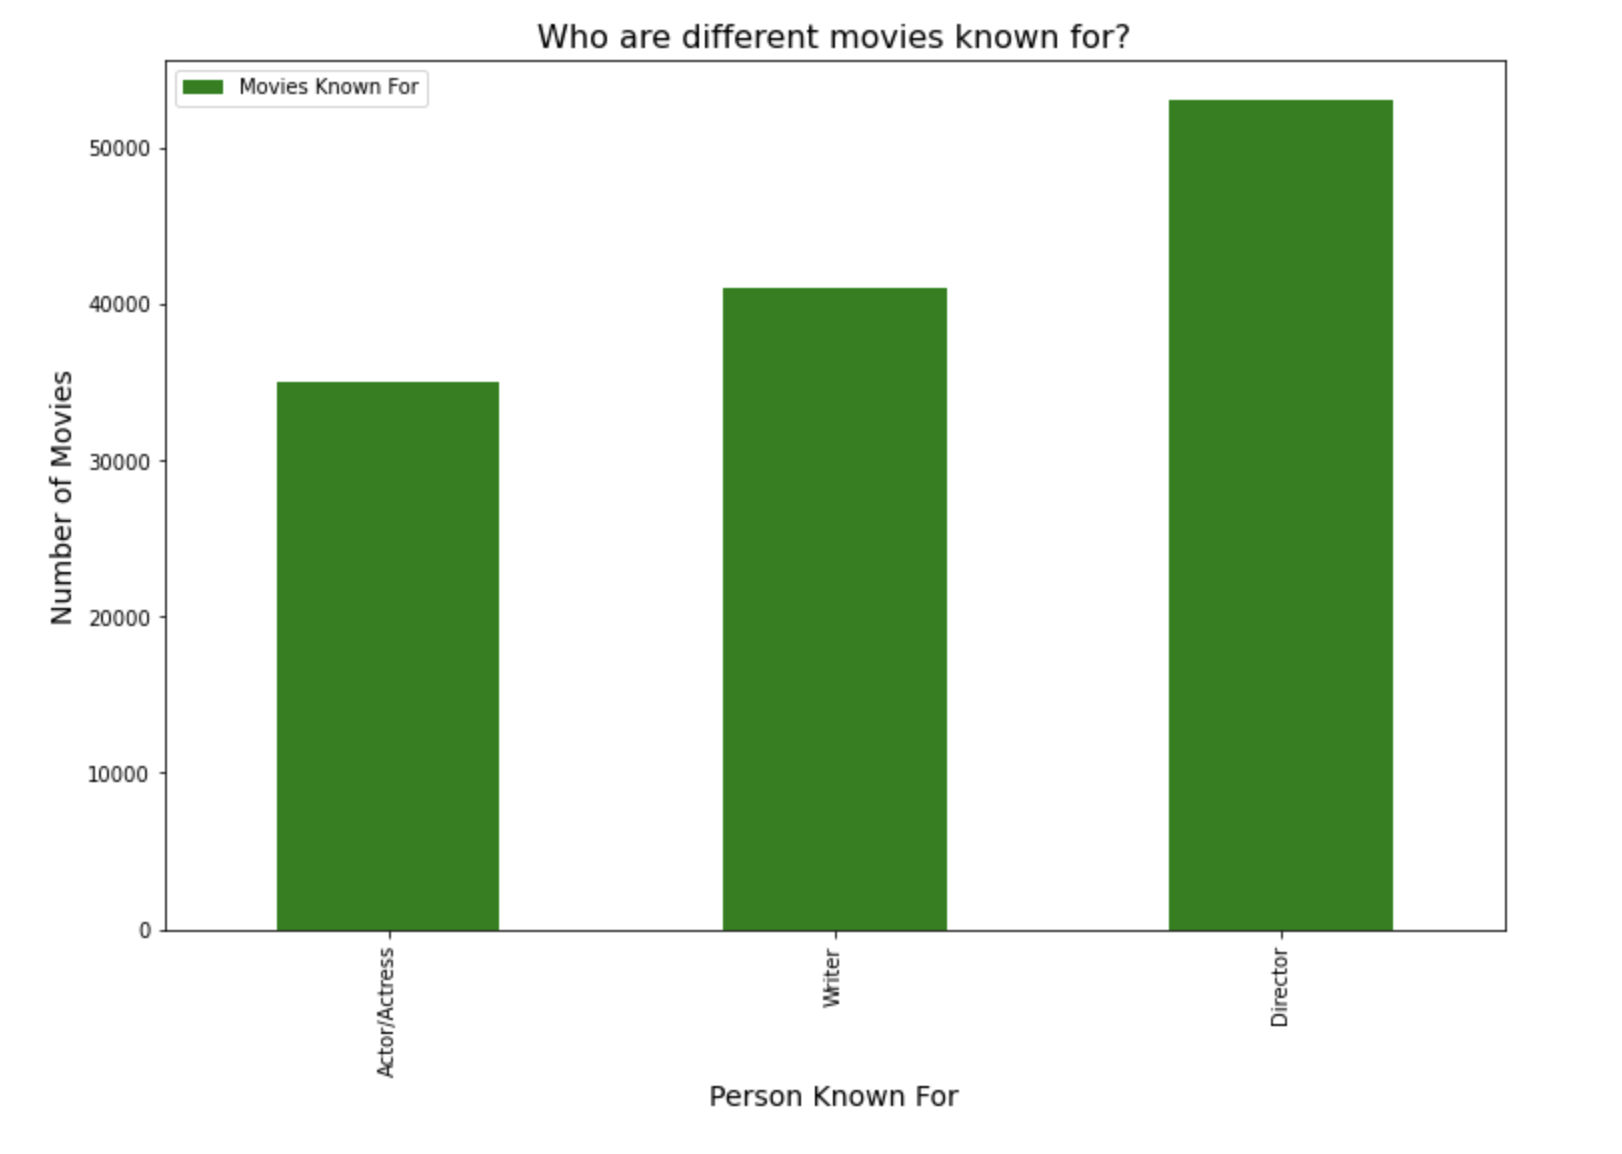 Who are different movies known for?
Movies Known For
50000
40000
30000
20000
10000
0
Number of Movies
Actor/Actress
Writer
Director
Person Known For